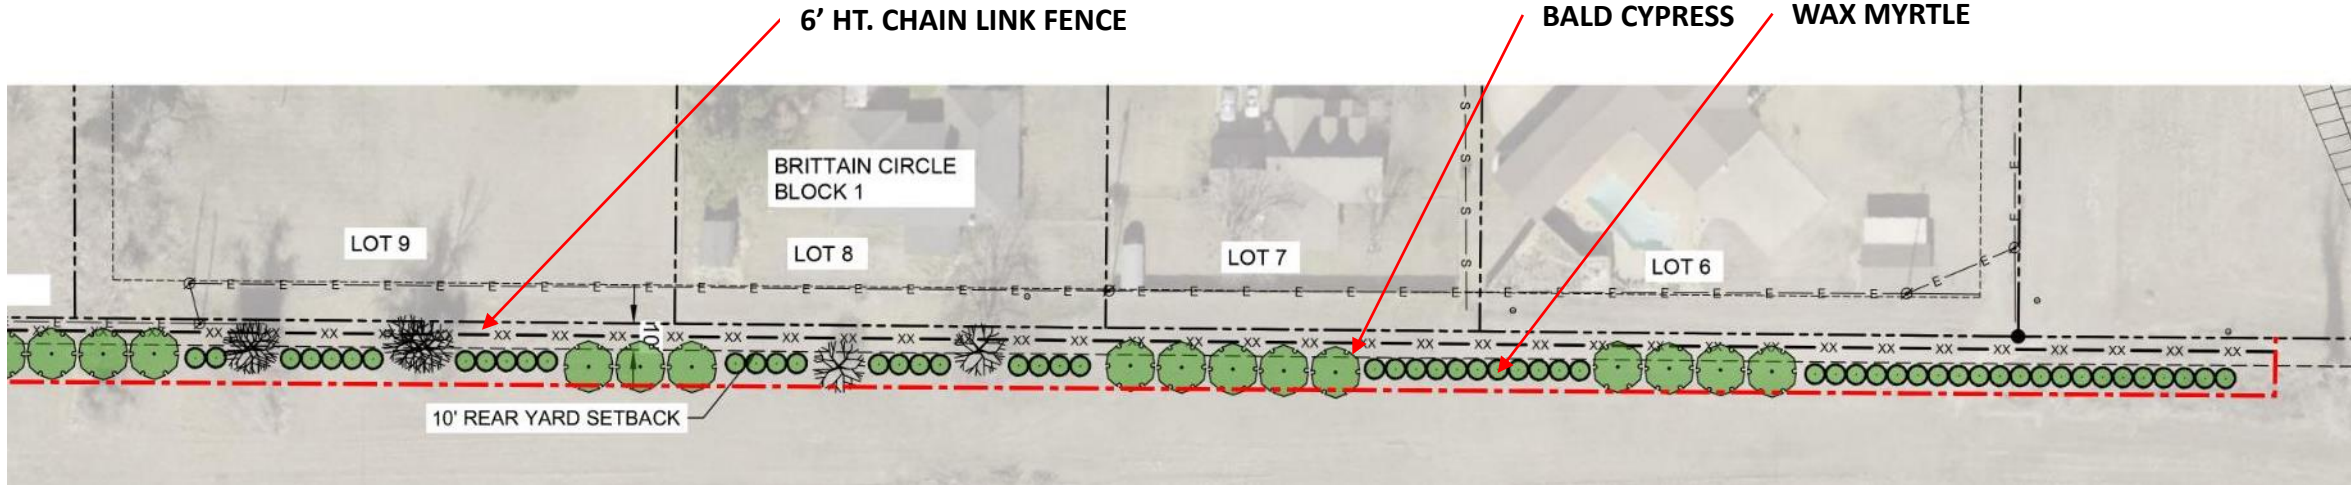 6’ HT. CHAIN LINK FENCE
BALD CYPRESS
WAX MYRTLE
BRITTAIN CIRCLE
BLOCK 1
LOT 9
LOT 8
LOT 7
LOT 6
10'
10' REAR YARD SETBACK